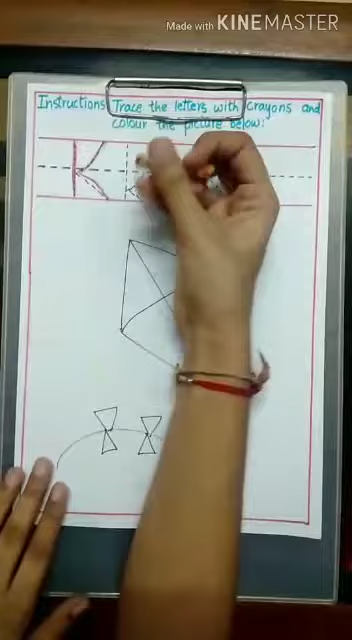 Made with KINEMASTER
Instructions Trace the letters with crayons and
colour the picture below:
K